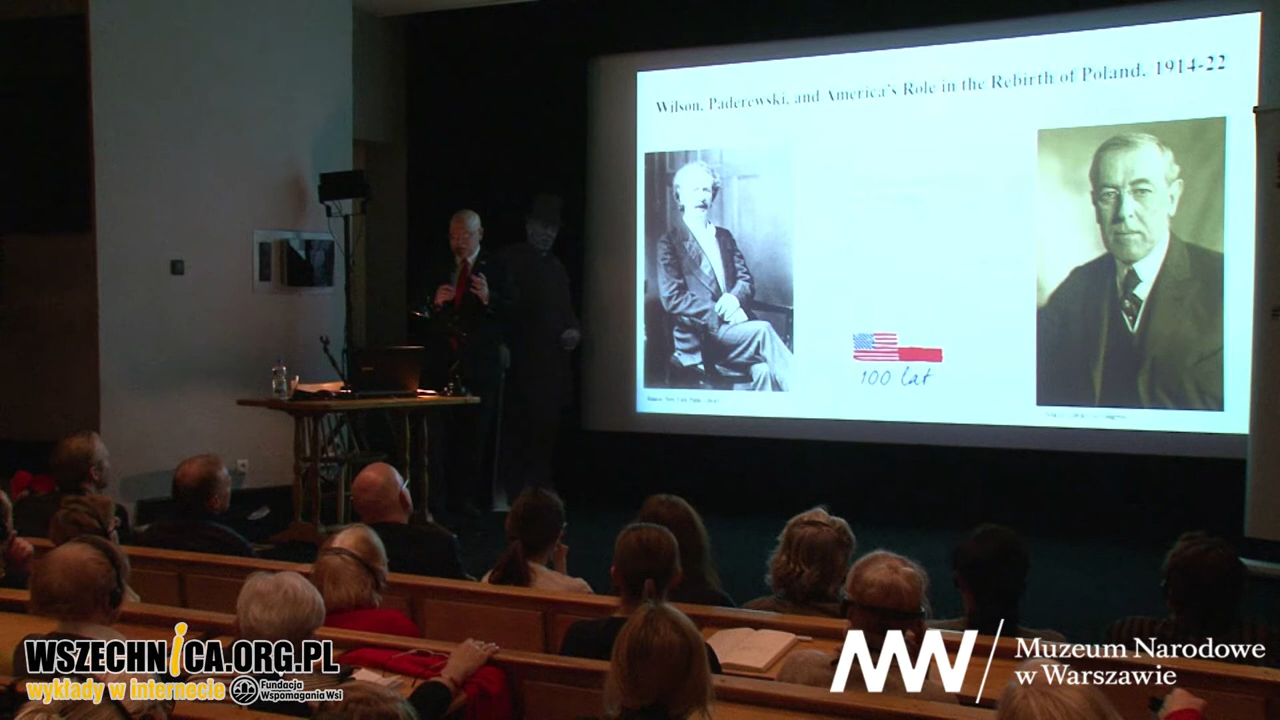 Wilson, Paderewski, and America's Role in the Rebirth of Poland, 1914-22
100 lat
WSZECHNICA.ORG.PL
wykłady w internecie
Fundacja
Wspomagania Wsi
Muzeum Narodowe
w Warszawie